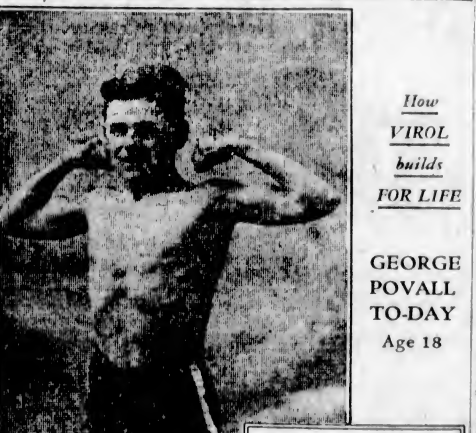 How
VIROL
builds
FOR LIFE
GEORGE
POVALL
TO-DAY
Age 18